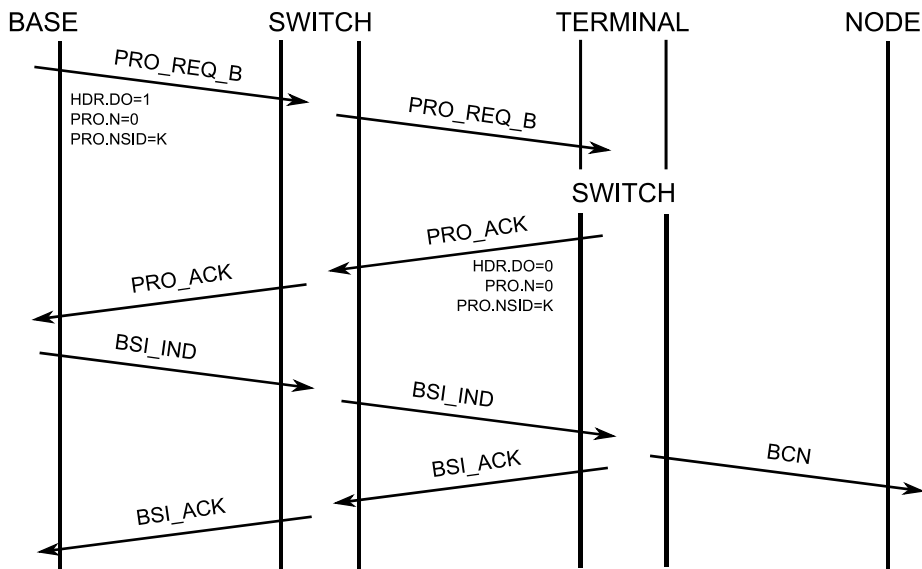 BASE SWITCH TERMINAL NODE
PRO_REQ_B
HDR.DO=1
PRO.N=0
PRO.NSID=K
PRO_REQ_B
SWITCH
PRO_ACK
HDR.DO=0
PRO.N=0
PRO.NSID=K
PRO_ACK
BSI_IND
BSI_IND
BCN
BSI_ACK
BSI_ACK